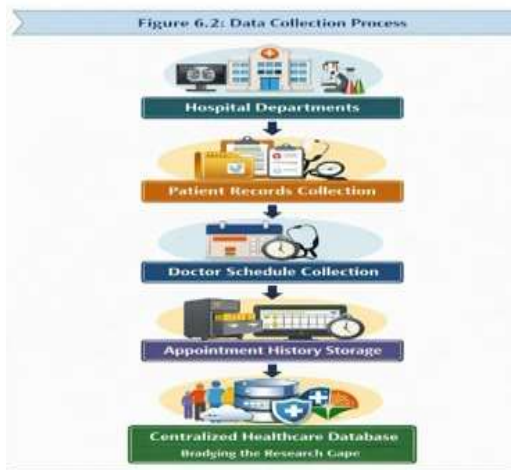 Figure 6.2: Data Collection Process
Hospital Departments
Patient Records Collection
Doctor Schedule Collection
Appointment History Storage
Centralized Healthcare Database
Bradging the Research Gape